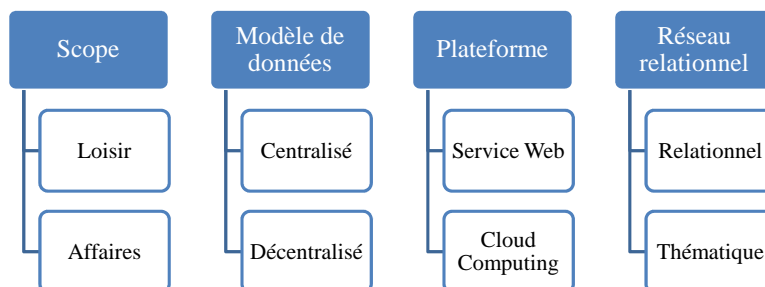 Scope
Loisir
Affaires
Modèle de
données
Centralisé
Décentralisé
Plateforme
Service Web
Cloud
Computing
Réseau
relationnel
Relationnel
Thématique